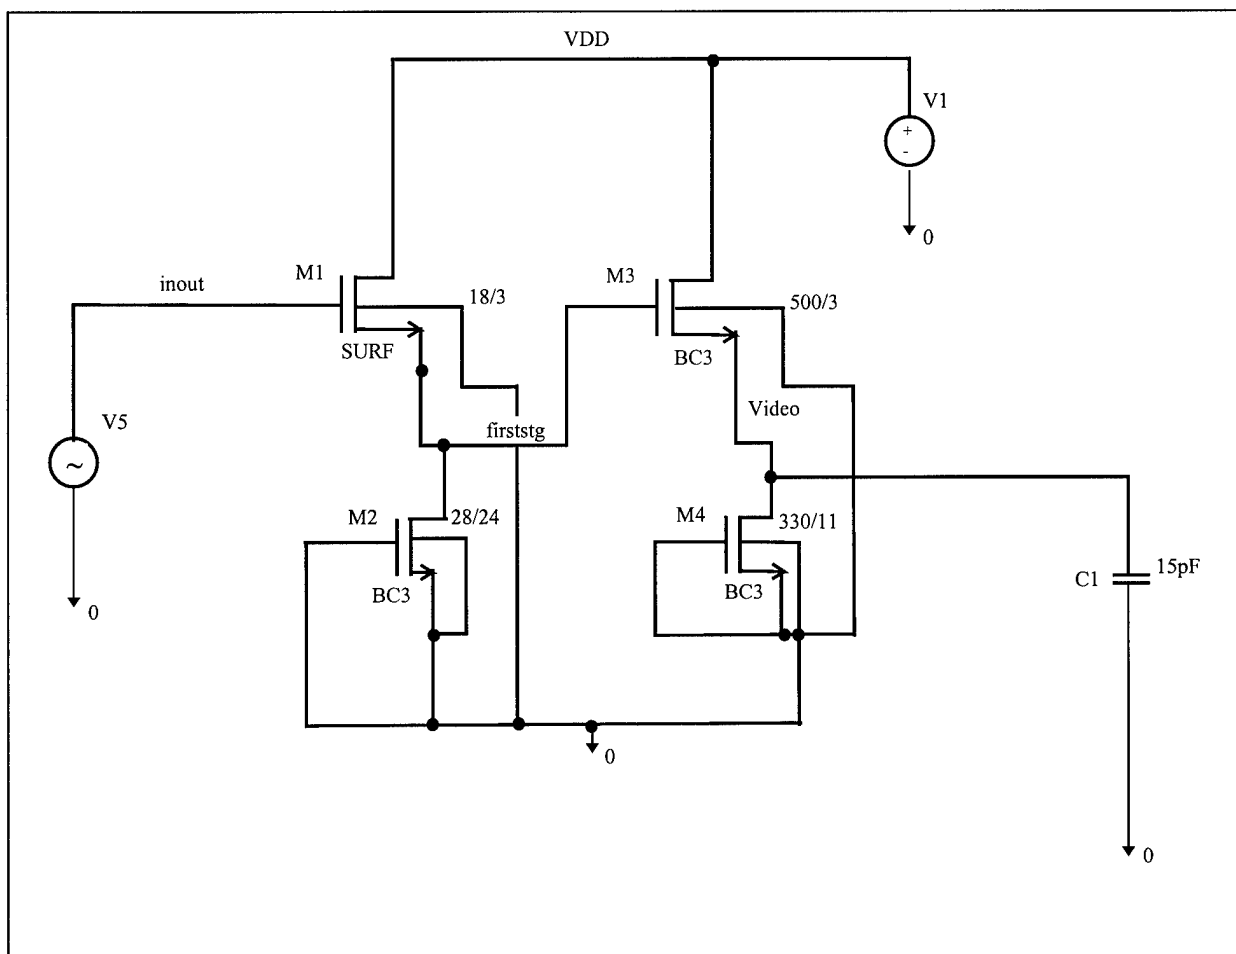 VDD
V1
+
-
0
inout
M1
18/3
SURF
M3
500/3
BC3
V5
~
0
firststg
Video
M2
28/24
BC3
M4
330/11
BC3
C1
15pF
0
0